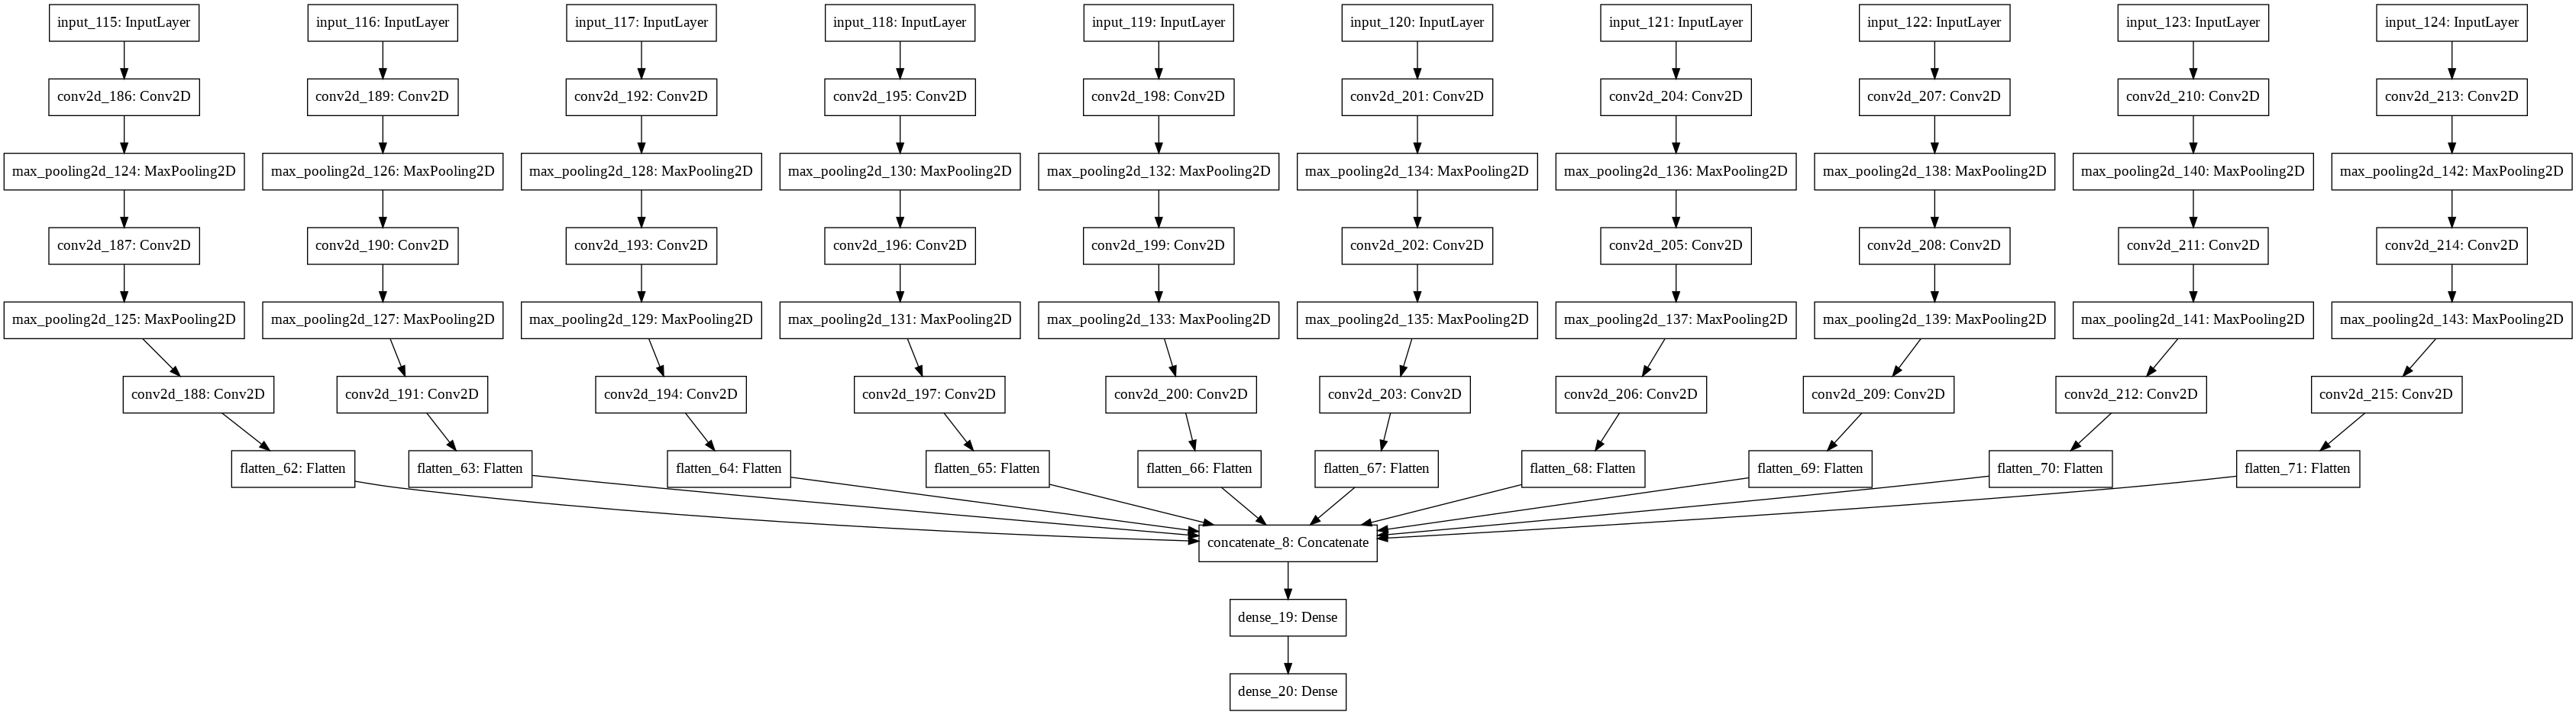 input_115: InputLayer
input_116: InputLayer
input_117: InputLayer
input_118: InputLayer
input_119: InputLayer
input_120: InputLayer
input_121: InputLayer
input_122: InputLayer
input_123: InputLayer
input_124: InputLayer
conv2d_186: Conv2D
conv2d_189: Conv2D
conv2d_192: Conv2D
conv2d_195: Conv2D
conv2d_198: Conv2D
conv2d_201: Conv2D
conv2d_204: Conv2D
conv2d_207: Conv2D
conv2d_210: Conv2D
conv2d_213: Conv2D
max_pooling2d_124: MaxPooling2D
max_pooling2d_126: MaxPooling2D
max_pooling2d_128: MaxPooling2D
max_pooling2d_130: MaxPooling2D
max_pooling2d_132: MaxPooling2D
max_pooling2d_134: MaxPooling2D
max_pooling2d_136: MaxPooling2D
max_pooling2d_138: MaxPooling2D
max_pooling2d_140: MaxPooling2D
max_pooling2d_142: MaxPooling2D
conv2d_187: Conv2D
conv2d_190: Conv2D
conv2d_193: Conv2D
conv2d_196: Conv2D
conv2d_199: Conv2D
conv2d_202: Conv2D
conv2d_205: Conv2D
conv2d_208: Conv2D
conv2d_211: Conv2D
conv2d_214: Conv2D
max_pooling2d_125: MaxPooling2D
max_pooling2d_127: MaxPooling2D
max_pooling2d_129: MaxPooling2D
max_pooling2d_131: MaxPooling2D
max_pooling2d_133: MaxPooling2D
max_pooling2d_135: MaxPooling2D
max_pooling2d_137: MaxPooling2D
max_pooling2d_139: MaxPooling2D
max_pooling2d_141: MaxPooling2D
max_pooling2d_143: MaxPooling2D
conv2d_188: Conv2D
conv2d_191: Conv2D
conv2d_194: Conv2D
conv2d_197: Conv2D
conv2d_200: Conv2D
conv2d_203: Conv2D
conv2d_206: Conv2D
conv2d_209: Conv2D
conv2d_212: Conv2D
conv2d_215: Conv2D
flatten_62: Flatten
flatten_63: Flatten
flatten_64: Flatten
flatten_65: Flatten
flatten_66: Flatten
flatten_67: Flatten
flatten_68: Flatten
flatten_69: Flatten
flatten_70: Flatten
flatten_71: Flatten
concatenate_8: Concatenate
dense_19: Dense
dense_20: Dense